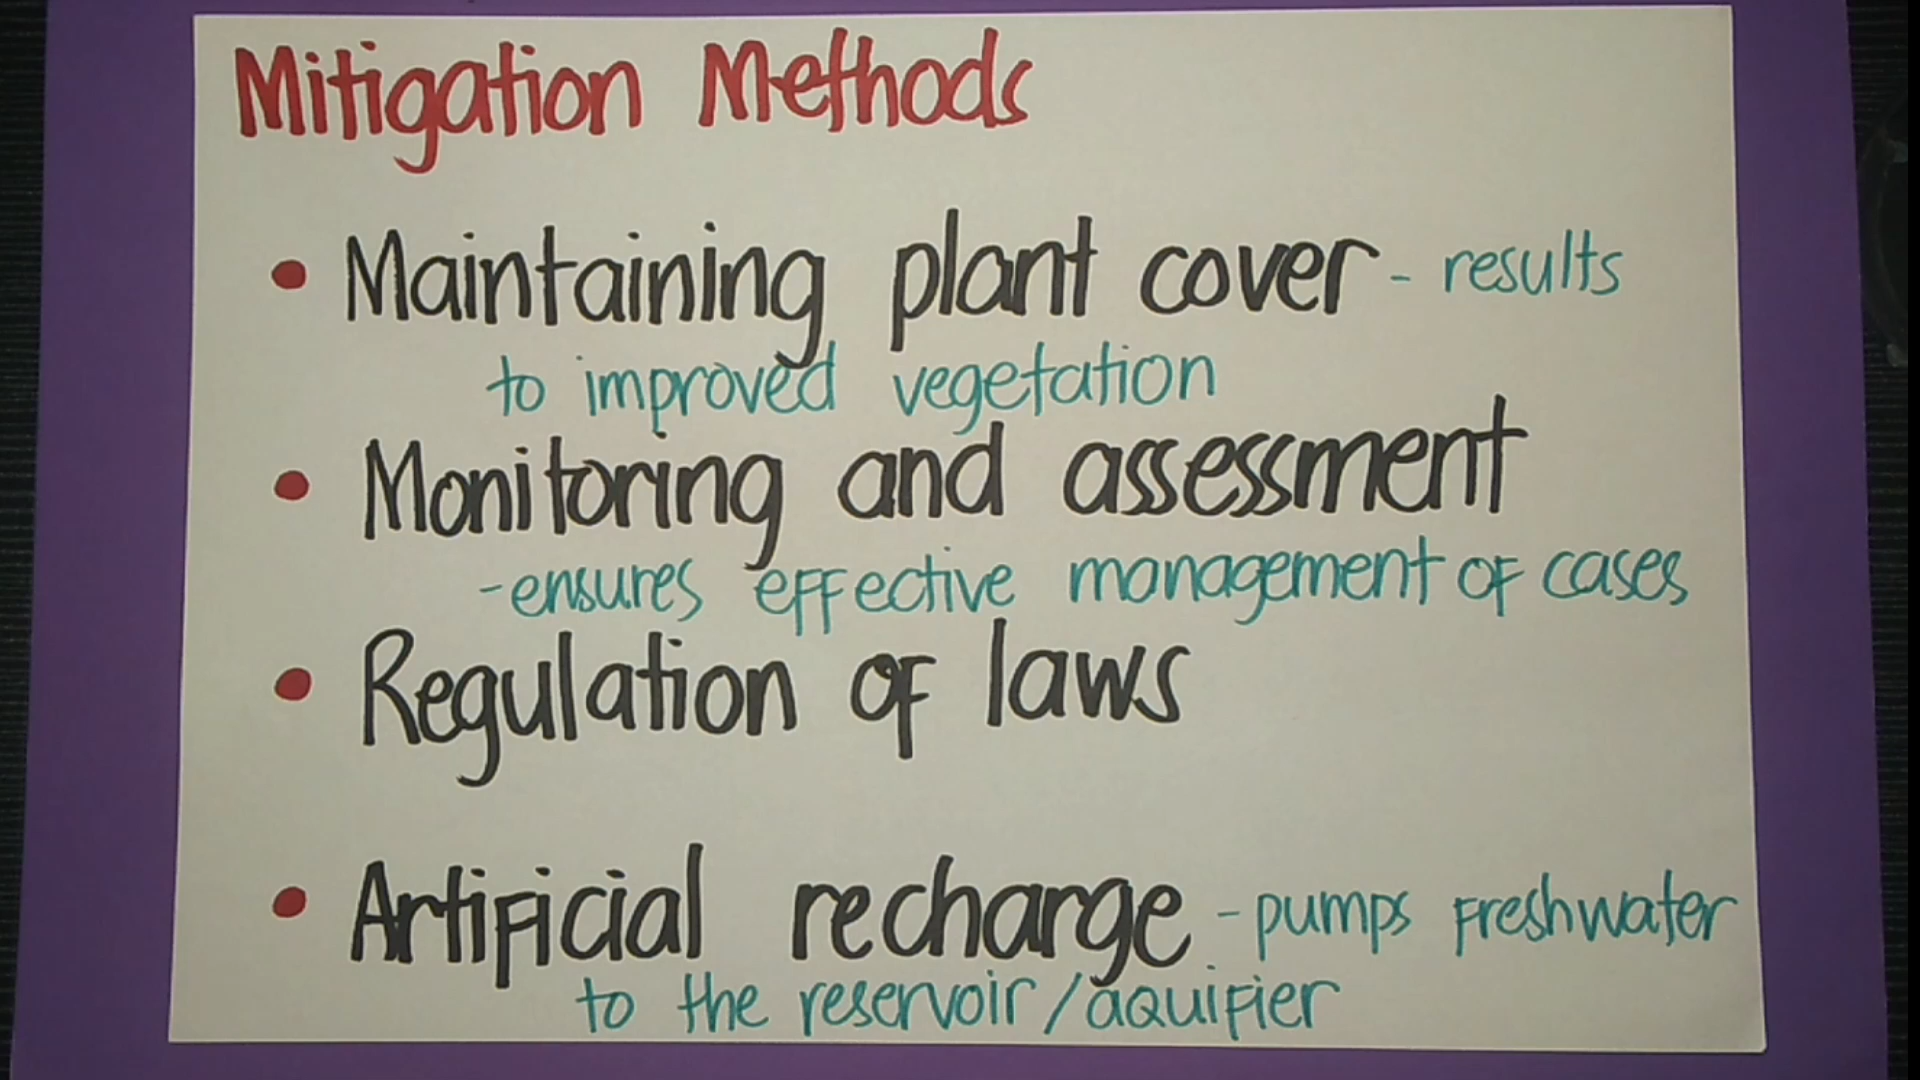 Mitigation Methods
• Maintaining plant cover - results
to improved vegetation
• Monitoring and assessment
- ensures effective management of cases
• Regulation of laws
• Artificial recharge - pumps freshwater
to the reservoir/aquifier